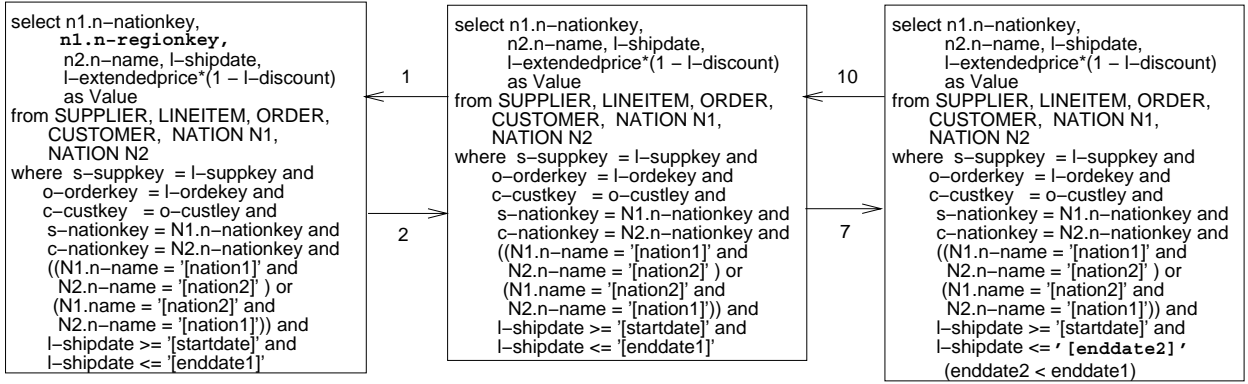 select n1.n−nationkey,
n1.n−regionkey,
n2.n−name, l−shipdate,
l−extendedprice*(1 − l−discount)
as Value
from SUPPLIER, LINEITEM, ORDER,
CUSTOMER, NATION N1,
NATION N2
where s−suppkey = l−suppkey and
o−orderkey = l−ordekey and
c−custkey = o−custley and
s−nationkey = N1.n−nationkey and
c−nationkey = N2.n−nationkey and
((N1.n−name = '[nation1]' and
N2.n−name = '[nation2]' ) or
(N1.name = '[nation2]' and
N2.n−name = '[nation1]')) and
l−shipdate >= '[startdate]' and
l−shipdate <= '[enddate1]'
1
2
select n1.n−nationkey,
n2.n−name, l−shipdate,
l−extendedprice*(1 − l−discount)
as Value
from SUPPLIER, LINEITEM, ORDER,
CUSTOMER, NATION N1,
NATION N2
where s−suppkey = l−suppkey and
o−orderkey = l−ordekey and
c−custkey = o−custley and
s−nationkey = N1.n−nationkey and
c−nationkey = N2.n−nationkey and
((N1.n−name = '[nation1]' and
N2.n−name = '[nation2]' ) or
(N1.name = '[nation2]' and
N2.n−name = '[nation1]')) and
l−shipdate >= '[startdate]' and
l−shipdate <= '[enddate1]'
10
7
select n1.n−nationkey,
n2.n−name, l−shipdate,
l−extendedprice*(1 − l−discount)
as Value
from SUPPLIER, LINEITEM, ORDER,
CUSTOMER, NATION N1,
NATION N2
where s−suppkey = l−suppkey and
o−orderkey = l−ordekey and
c−custkey = o−custley and
s−nationkey = N1.n−nationkey and
c−nationkey = N2.n−nationkey and
((N1.n−name = '[nation1]' and
N2.n−name = '[nation2]' ) or
(N1.name = '[nation2]' and
N2.n−name = '[nation1]')) and
l−shipdate >= '[startdate]' and
l−shipdate <= '[enddate2]'
(enddate2 < enddate1)